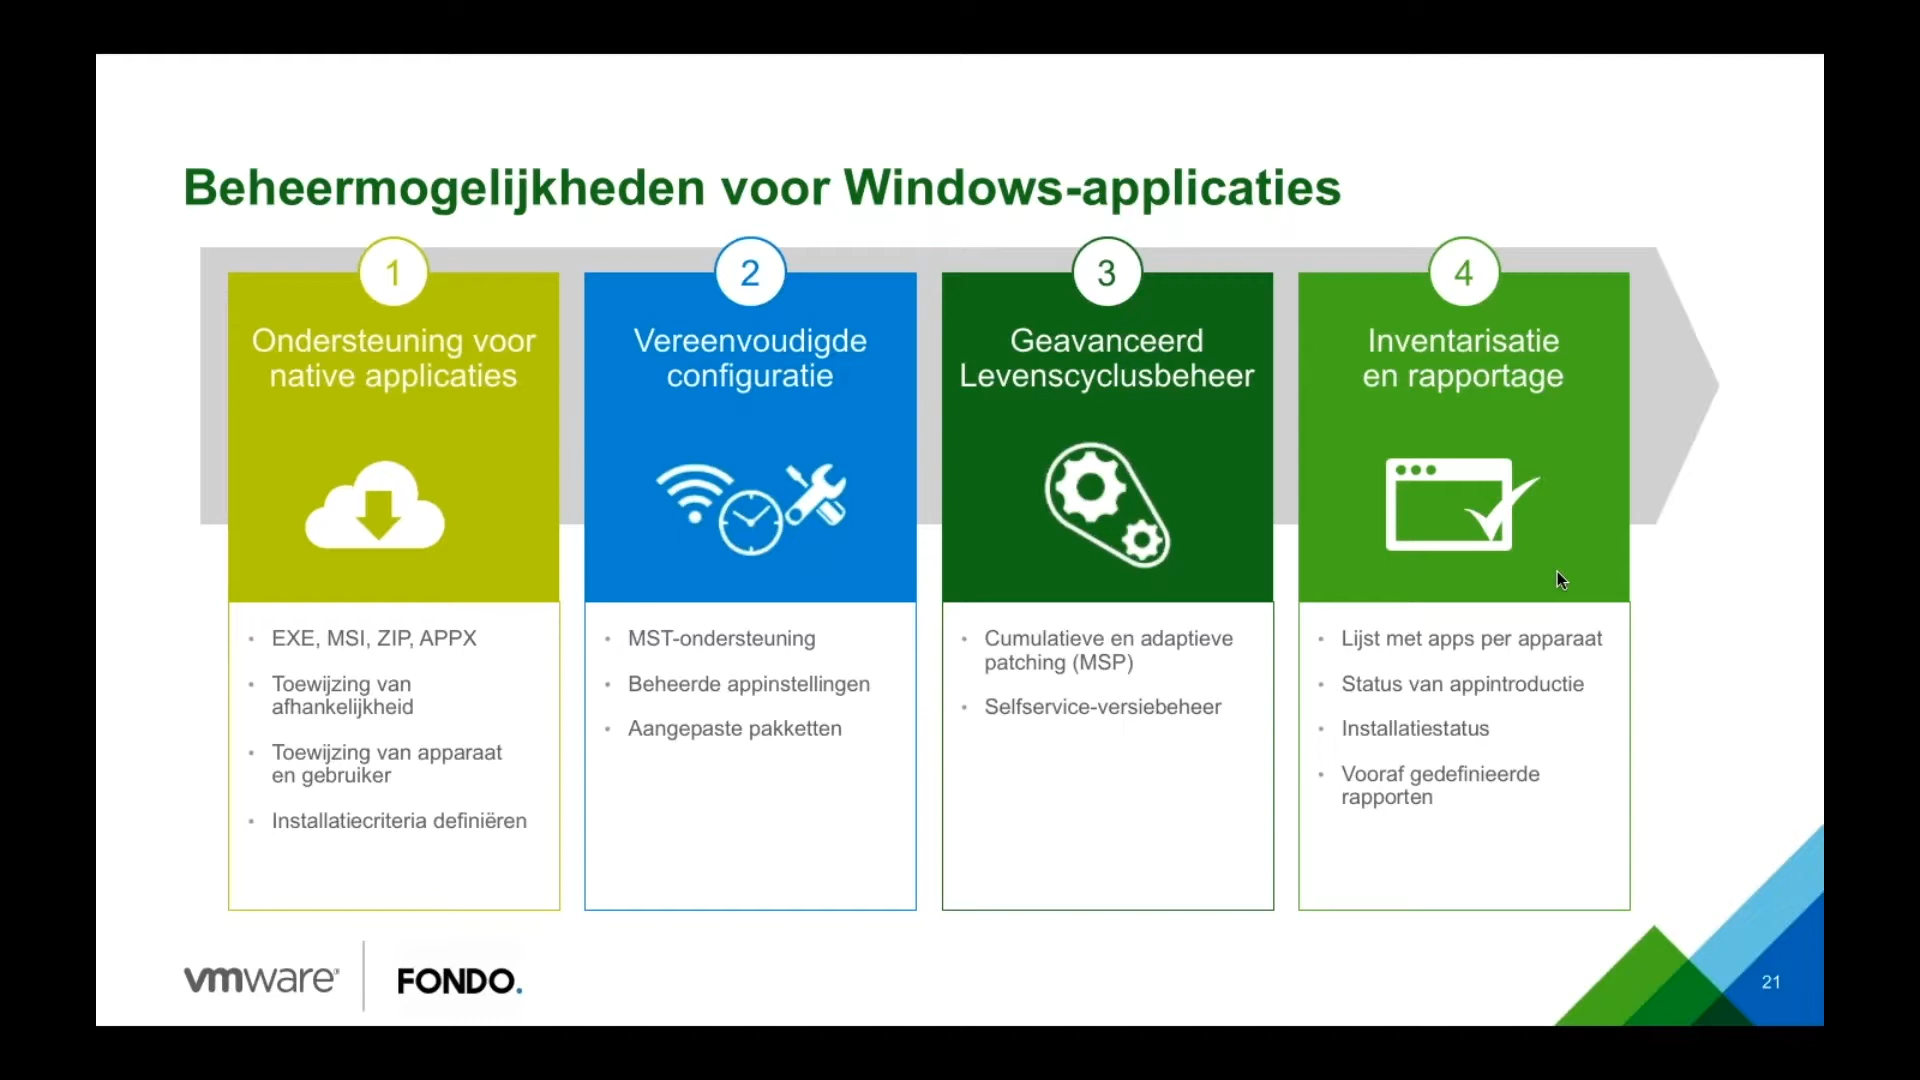 Beheermogelijkheden voor Windows-applicaties
1
Ondersteuning voor
native applicaties
• EXE, MSI, ZIP, APPX
• Toewijzing van
afhankelijkheid
• Toewijzing van apparaat
en gebruiker
• Installatiecriteria definiëren
2
Vereenvoudigde
configuratie
• MST-ondersteuning
• Beheerde appinstellingen
• Aangepaste pakketten
3
Geavanceerd
Levenscyclusbeheer
• Cumulatieve en adaptieve
patching (MSP)
• Selfservice-versiebeheer
4
Inventarisatie
en rapportage
• Lijst met apps per apparaat
• Status van appintroductie
• Installatiestatus
• Vooraf gedefinieerde
rapporten
vmware®
FONDO.
21